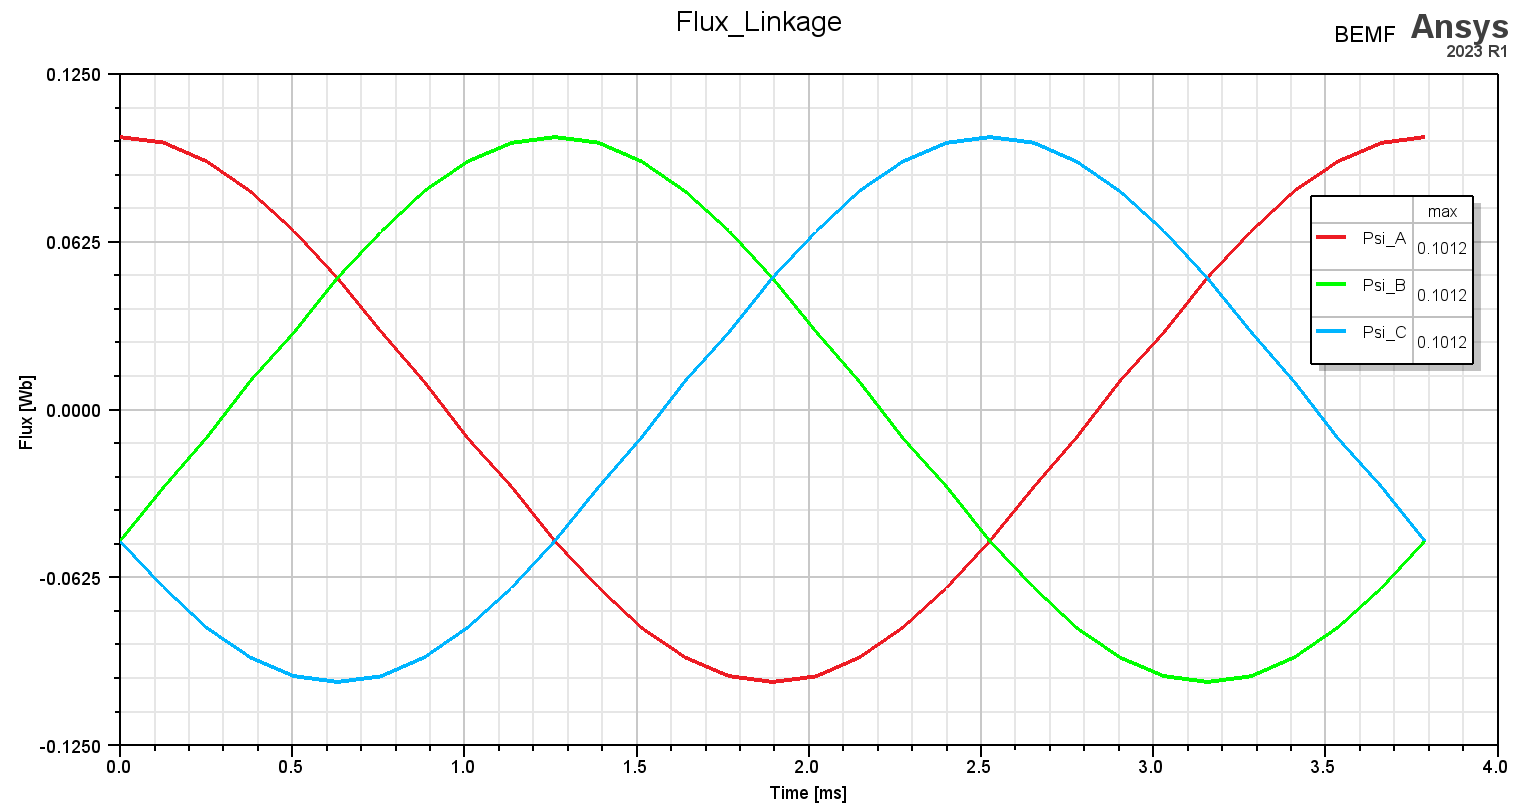 Flux_Linkage
BEMF Ansys
2023 R1
0.1250
0.0625
0.0000
-0.0625
-0.1250
Flux [Wb]
max
Psi_A 0.1012
Psi_B 0.1012
Psi_C 0.1012
0.0 0.5 1.0 1.5 2.0 2.5 3.0 3.5 4.0
Time [ms]